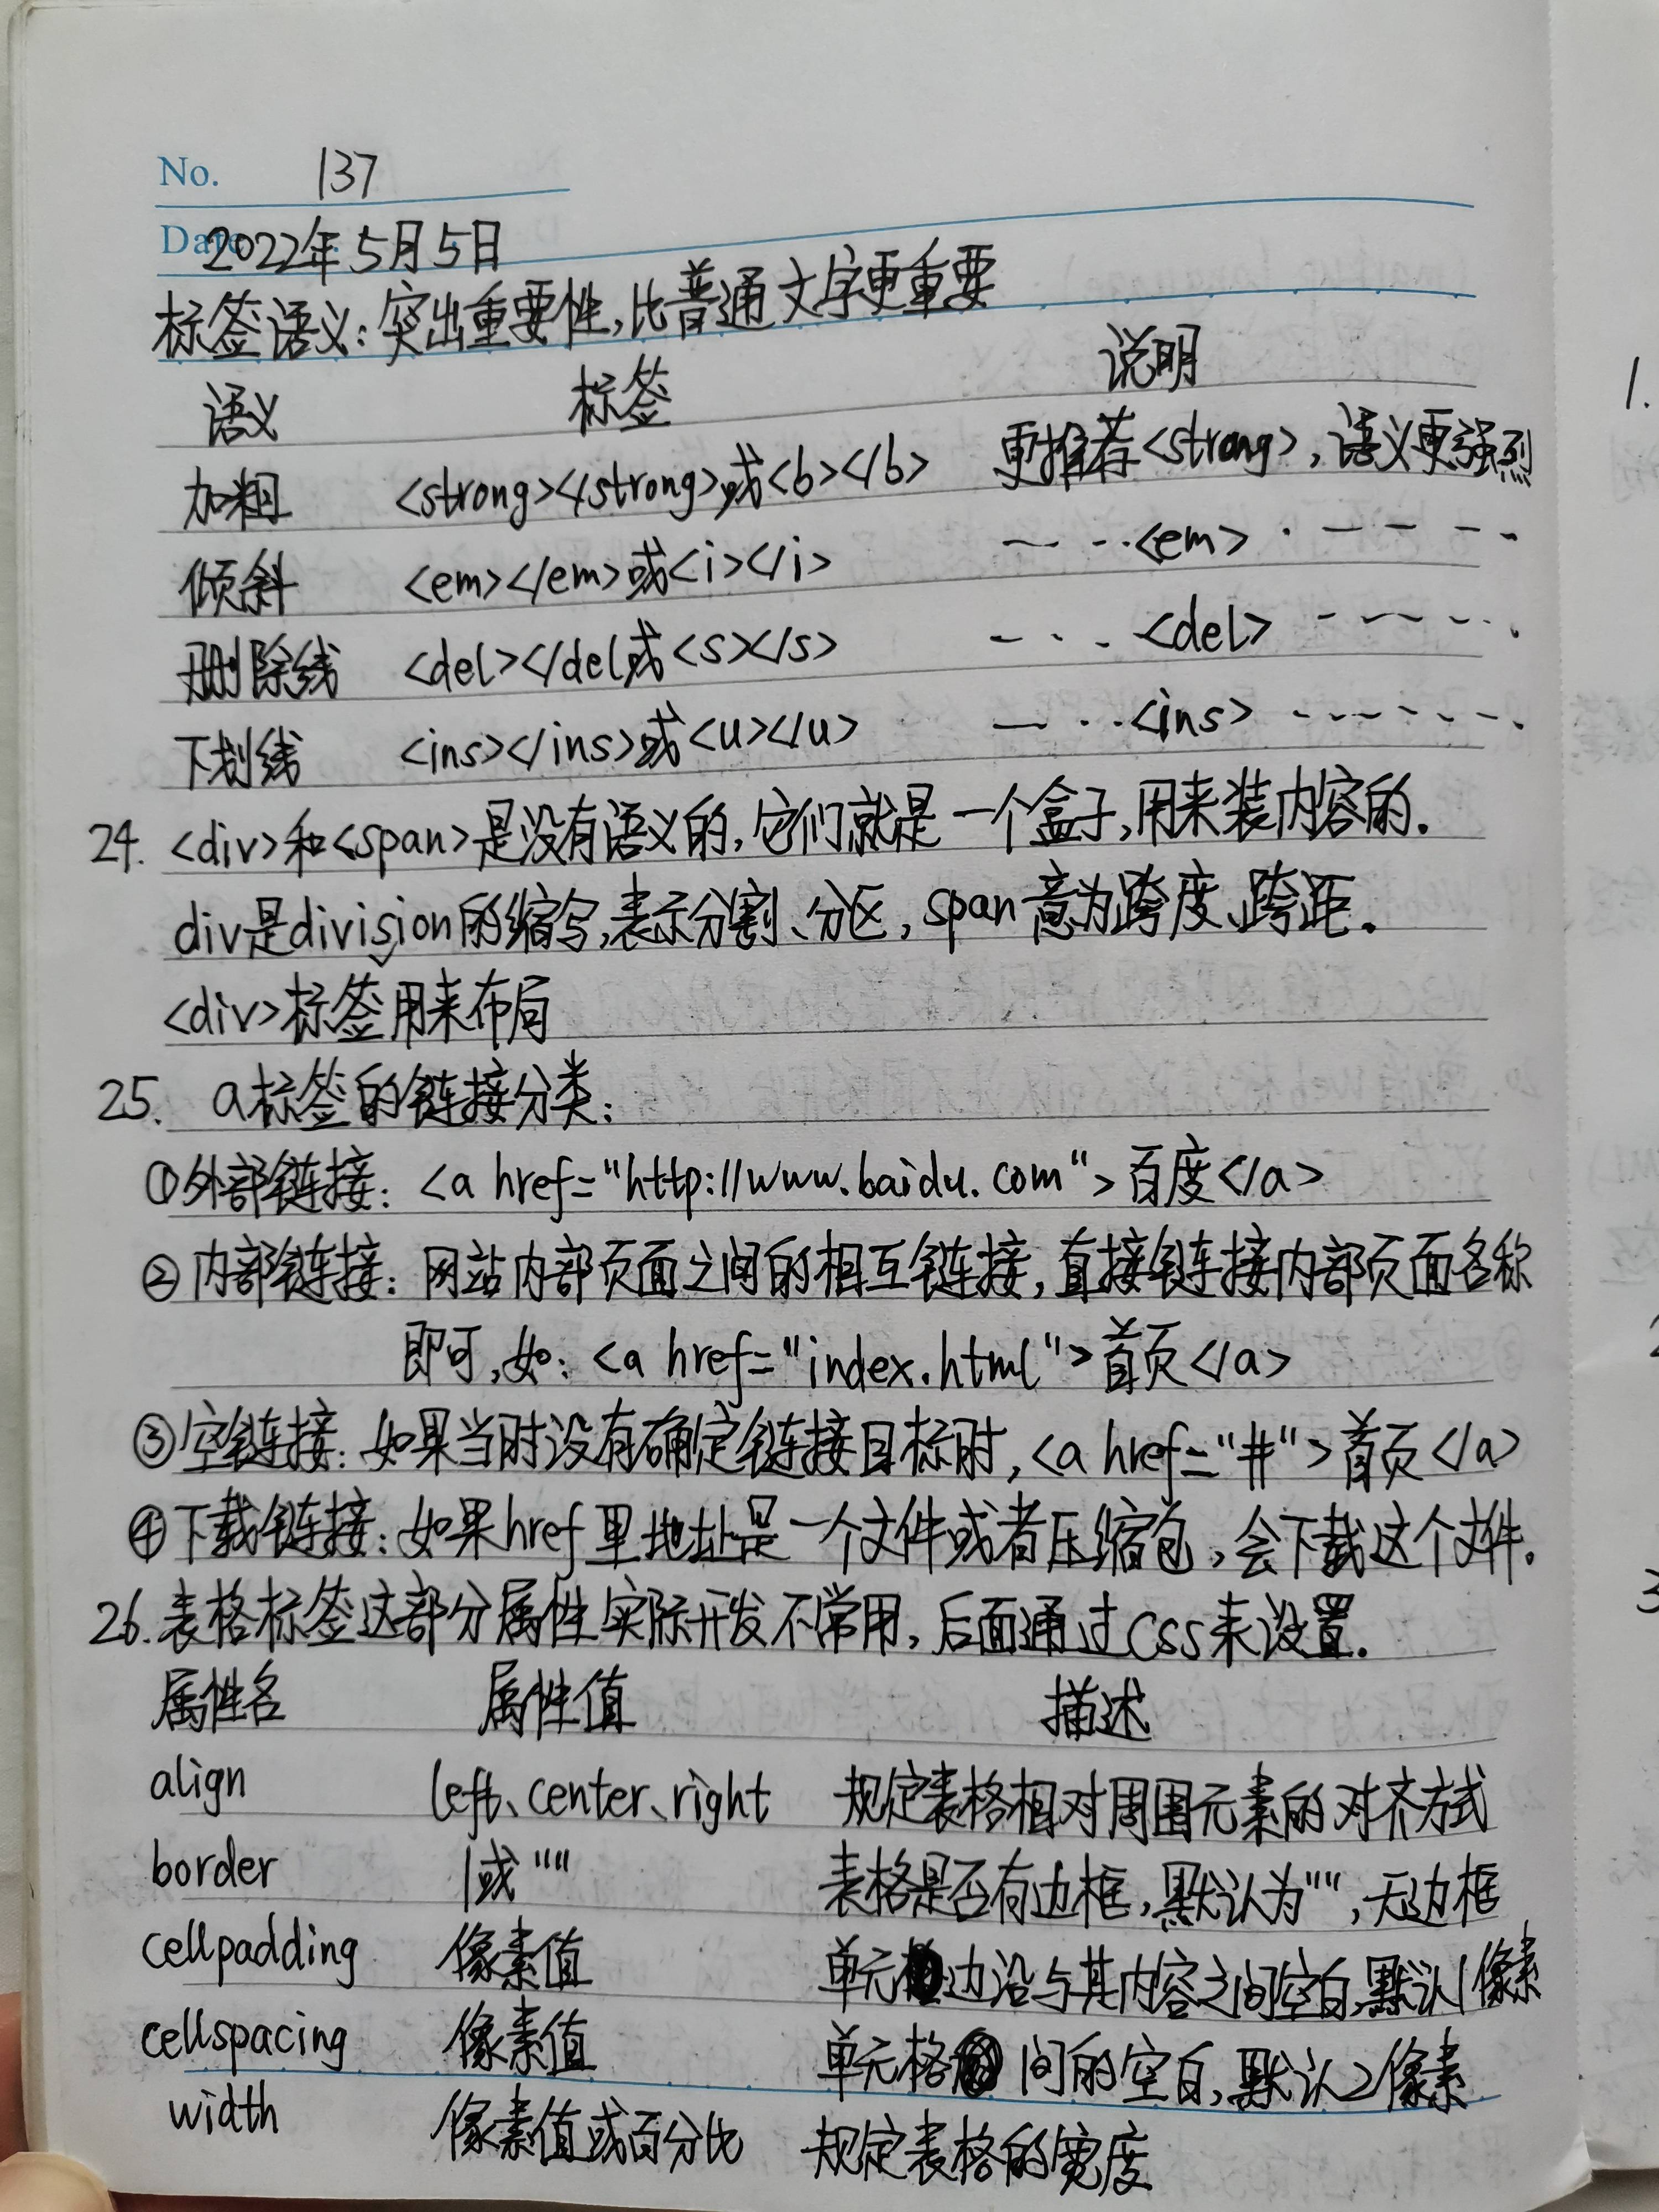 No. 137
Date 2022年5月5日
标签语义:突出重要性,比普通文字更重要
语义 标签 说明
加粗 <strong></strong>或<b></b> 更推荐<strong>,语义更强烈
倾斜 <em></em>或<i></i> ---<em>------
删除线 <del></del或<s></s> ---<del>------
下划线 <ins></ins>或<u></u> ---<ins>------
24. <div>和<span>是没有语义的,它们就是一个盒子,用来装内容的.
div是division的缩写,表示分割、分区,span意为跨度、跨距。
<div>标签用来布局
25. a标签的链接分类:
①外部链接:<a href="http://www.baidu.com">百度</a>
②内部链接:网站内部页面之间的相互链接,直接链接内部页面名称
即可,如:<a href="index.html">首页</a>
③空链接:如果当时没有确定链接目标时,<a href="#">首页</a>
④下载链接:如果href里地址是一个文件或者压缩包,会下载这个文件。
26.表格标签这部分属性实际开发不常用,后面通过css来设置.
属性名 属性值 描述
align left、center、right 规定表格相对周围元素的对齐方式
border 1或"" 表格是否有边框,默认为"",无边框
cellpadding 像素值 单元边沿与其内容之间空白,默认1像素
cellspacing 像素值 单元格间的空白,默认2像素
width 像素值或百分比 规定表格的宽度
1.
3